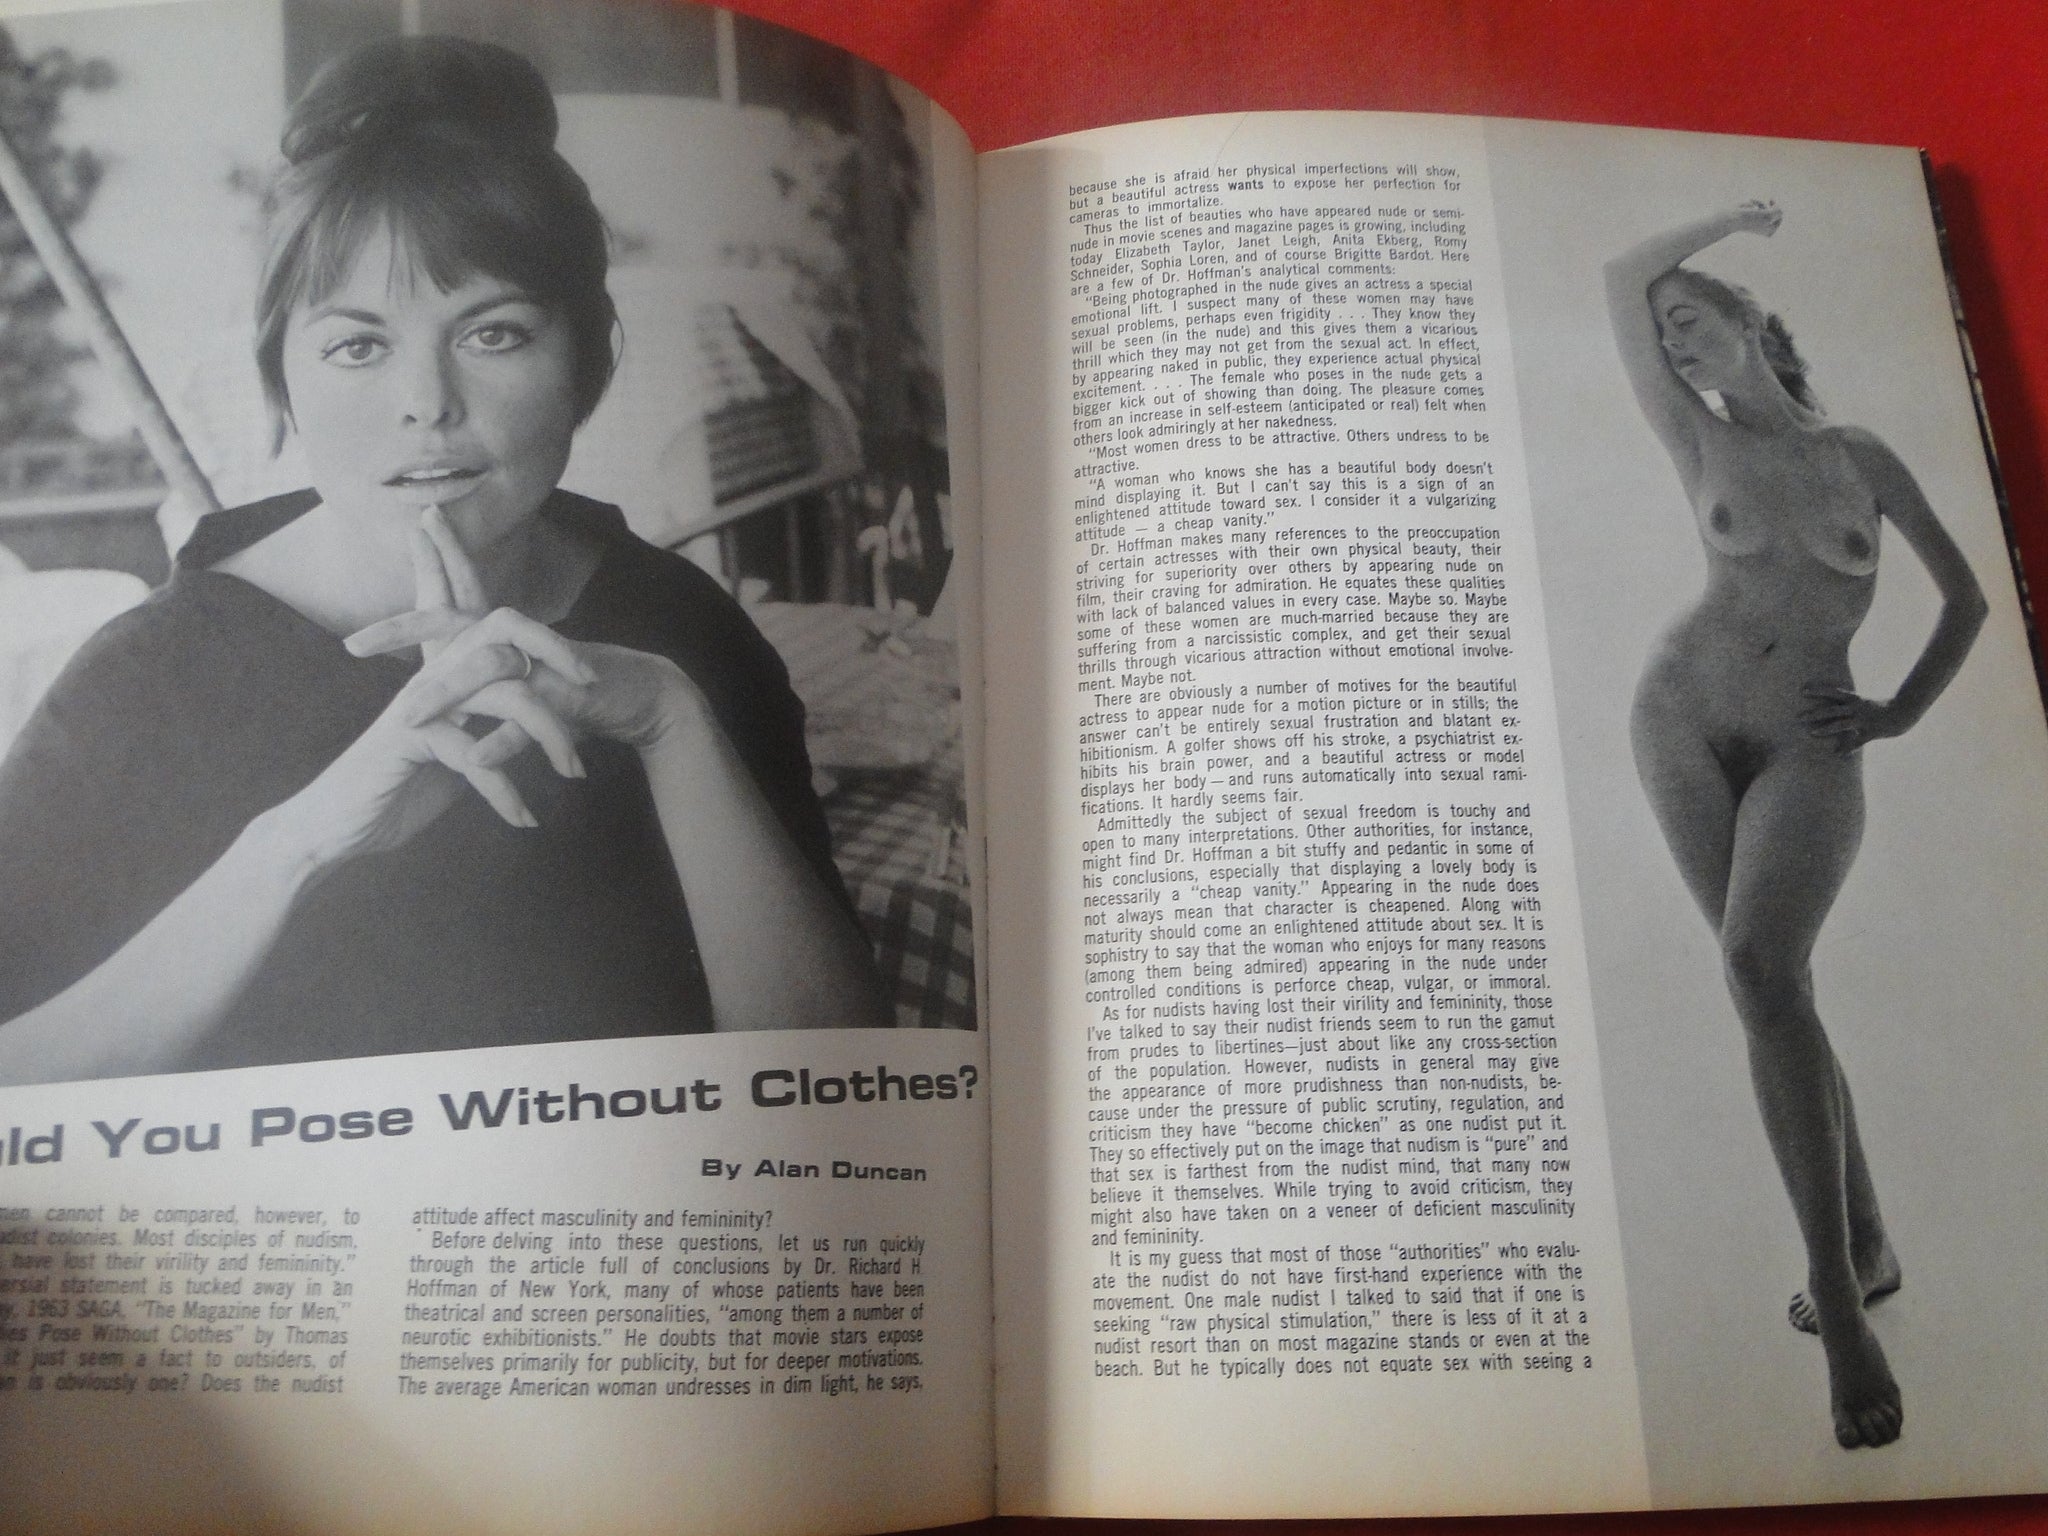 ld You Pose Without Clothes?
By Alan Duncan
men cannot be compared, however, to
dist colonies. Most disciples of nudism,
have lost their virility and femininity."
ersial statement is tucked away in an
y, 1963 SAGA, "The Magazine for Men,"
es Pose Without Clothes" by Thomas
it just seem a fact to outsiders, of
n is obviously one? Does the nudist
attitude affect masculinity and femininity?
Before delving into these questions, let us run quickly
through the article full of conclusions by Dr. Richard H.
Hoffman of New York, many of whose patients have been
theatrical and screen personalities, "among them a number of
neurotic exhibitionists." He doubts that movie stars expose
themselves primarily for publicity, but for deeper motivations.
The average American woman undresses in dim light, he says,
because she is afraid her physical imperfections will show,
but a beautiful actress wants to expose her perfection for
cameras to immortalize.
Thus the list of beauties who have appeared nude or semi-
nude in movie scenes and magazine pages is growing, including
today Elizabeth Taylor, Janet Leigh, Anita Ekberg, Romy
Schneider, Sophia Loren, and of course Brigitte Bardot. Here
are a few of Dr. Hoffman's analytical comments:
"Being photographed in the nude gives an actress a special
emotional lift. I suspect many of these women may have
sexual problems, perhaps even frigidity . . . They know they
will be seen (in the nude) and this gives them a vicarious
thrill which they may not get from the sexual act. In effect,
by appearing naked in public, they experience actual physical
excitement. . . . The female who poses in the nude gets a
bigger kick out of showing than doing. The pleasure comes
from an increase in self-esteem (anticipated or real) felt when
others look admiringly at her nakedness.
"Most women dress to be attractive. Others undress to be
attractive.
"A woman who knows she has a beautiful body doesn't
mind displaying it. But I can't say this is a sign of an
enlightened attitude toward sex. I consider it a vulgarizing
attitude — a cheap vanity."
Dr. Hoffman makes many references to the preoccupation
of certain actresses with their own physical beauty, their
striving for superiority over others by appearing nude on
film, their craving for admiration. He equates these qualities
with lack of balanced values in every case. Maybe so. Maybe
some of these women are much-married because they are
suffering from a narcissistic complex, and get their sexual
thrills through vicarious attraction without emotional involve-
ment. Maybe not.
There are obviously a number of motives for the beautiful
actress to appear nude for a motion picture or in stills; the
answer can't be entirely sexual frustration and blatant ex-
hibitionism. A golfer shows off his stroke, a psychiatrist ex-
hibits his brain power, and a beautiful actress or model
displays her body — and runs automatically into sexual rami-
fications. It hardly seems fair.
Admittedly the subject of sexual freedom is touchy and
open to many interpretations. Other authorities, for instance,
might find Dr. Hoffman a bit stuffy and pedantic in some of
his conclusions, especially that displaying a lovely body is
necessarily a "cheap vanity." Appearing in the nude does
not always mean that character is cheapened. Along with
maturity should come an enlightened attitude about sex. It is
sophistry to say that the woman who enjoys for many reasons
(among them being admired) appearing in the nude under
controlled conditions is perforce cheap, vulgar, or immoral.
As for nudists having lost their virility and femininity, those
I've talked to say their nudist friends seem to run the gamut
from prudes to libertines—just about like any cross-section
of the population. However, nudists in general may give
the appearance of more prudishness than non-nudists, be-
cause under the pressure of public scrutiny, regulation, and
criticism they have "become chicken" as one nudist put it.
They so effectively put on the image that nudism is "pure" and
that sex is farthest from the nudist mind, that many now
believe it themselves. While trying to avoid criticism, they
might also have taken on a veneer of deficient masculinity
and femininity.
It is my guess that most of those "authorities" who evalu-
ate the nudist do not have first-hand experience with the
movement. One male nudist I talked to said that if one is
seeking "raw physical stimulation," there is less of it at a
nudist resort than on most magazine stands or even at the
beach. But he typically does not equate sex with seeing a